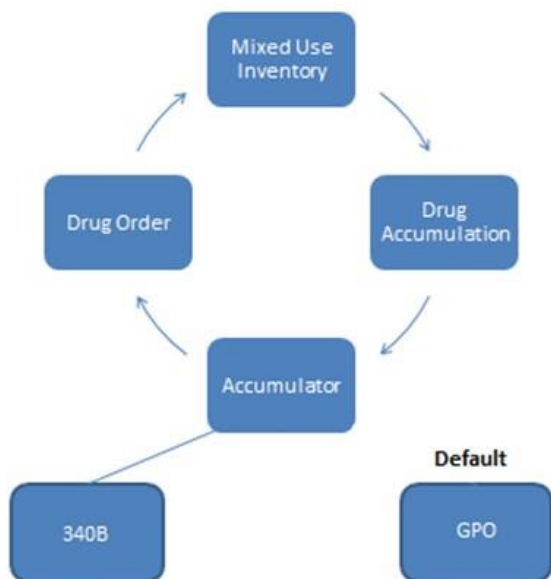 Mixed Use
Inventory
Drug Order
Drug
Accumulation
Accumulator
Default
340B
GPO